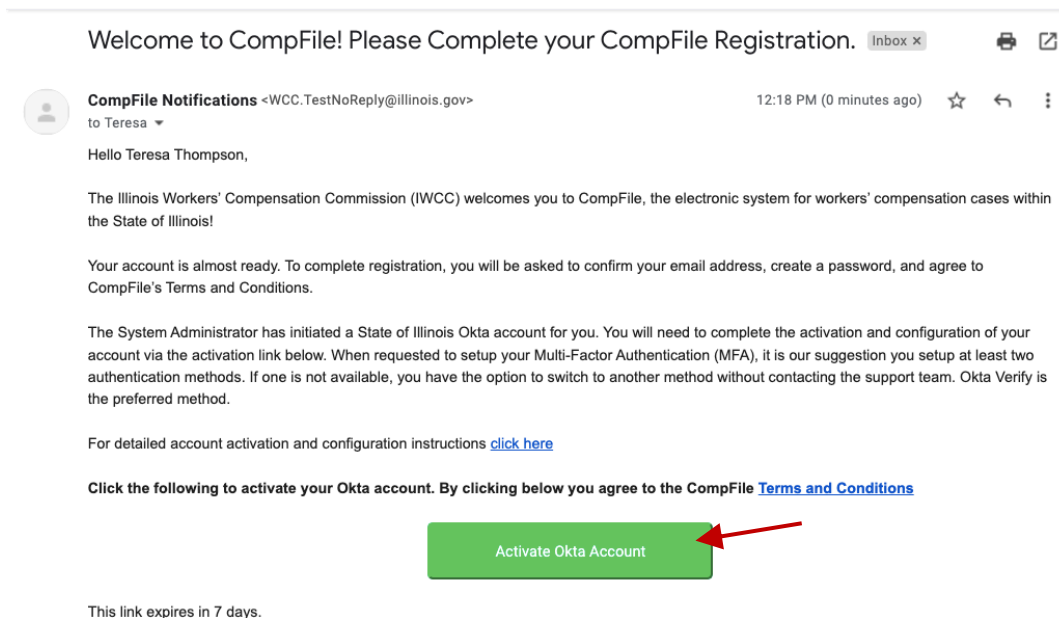 Welcome to CompFile! Please Complete your CompFile Registration. Inbox ×
CompFile Notifications <WCC.TestNoReply@illinois.gov> 12:18 PM (0 minutes ago)
to Teresa
Hello Teresa Thompson,
The Illinois Workers’ Compensation Commission (IWCC) welcomes you to CompFile, the electronic system for workers’ compensation cases within
the State of Illinois!
Your account is almost ready. To complete registration, you will be asked to confirm your email address, create a password, and agree to
CompFile’s Terms and Conditions.
The System Administrator has initiated a State of Illinois Okta account for you. You will need to complete the activation and configuration of your
account via the activation link below. When requested to setup your Multi-Factor Authentication (MFA), it is our suggestion you setup at least two
authentication methods. If one is not available, you have the option to switch to another method without contacting the support team. Okta Verify is
the preferred method.
For detailed account activation and configuration instructions click here
Click the following to activate your Okta account. By clicking below you agree to the CompFile Terms and Conditions
Activate Okta Account
This link expires in 7 days.